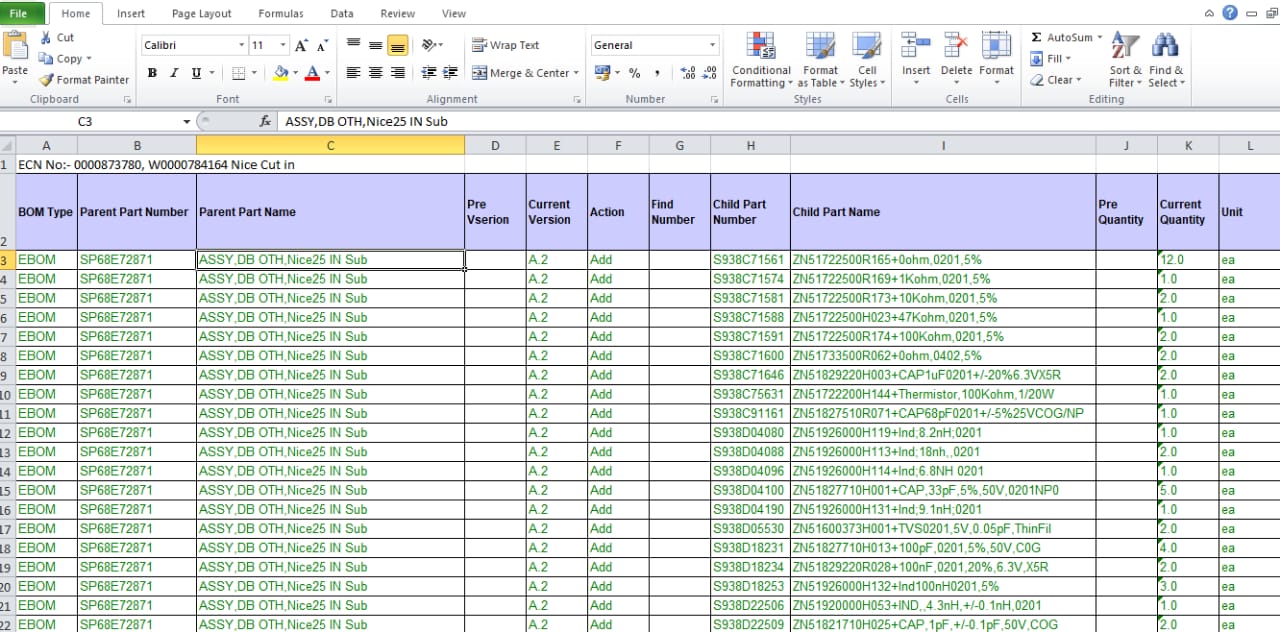 File Home Insert Page Layout Formulas Data Review View
Cut Calibri 11 Wrap Text General AutoSum
Copy Fill
Paste Format Painter B I U Merge & Center % , Conditional Formatting Format as Table Cell Styles Insert Delete Format Clear Sort & Filter Find & Select
Clipboard Font Alignment Number Styles Cells Editing
C3 fx ASSY,DB OTH,Nice25 IN Sub
A B C D E F G H I J K L
1 ECN No:- 0000873780, W0000784164 Nice Cut in
2 BOM Type Parent Part Number Parent Part Name Pre Vserion Current Version Action Find Number Child Part Number Child Part Name Pre Quantity Current Quantity Unit
3 EBOM SP68E72871 ASSY,DB OTH,Nice25 IN Sub A.2 Add S938C71561 ZN51722500R165+0ohm,0201,5% 12.0 ea
4 EBOM SP68E72871 ASSY,DB OTH,Nice25 IN Sub A.2 Add S938C71574 ZN51722500R169+1Kohm,0201,5% 1.0 ea
5 EBOM SP68E72871 ASSY,DB OTH,Nice25 IN Sub A.2 Add S938C71581 ZN51722500R173+10Kohm,0201,5% 2.0 ea
6 EBOM SP68E72871 ASSY,DB OTH,Nice25 IN Sub A.2 Add S938C71588 ZN51722500H023+47Kohm,0201,5% 1.0 ea
7 EBOM SP68E72871 ASSY,DB OTH,Nice25 IN Sub A.2 Add S938C71591 ZN51722500R174+100Kohm,0201,5% 2.0 ea
8 EBOM SP68E72871 ASSY,DB OTH,Nice25 IN Sub A.2 Add S938C71600 ZN51733500R062+0ohm,0402,5% 2.0 ea
9 EBOM SP68E72871 ASSY,DB OTH,Nice25 IN Sub A.2 Add S938C71646 ZN51829220H003+CAP1uF0201+/-20%6.3VX5R 2.0 ea
10 EBOM SP68E72871 ASSY,DB OTH,Nice25 IN Sub A.2 Add S938C75631 ZN51722200H144+Thermistor,100Kohm,1/20W 1.0 ea
11 EBOM SP68E72871 ASSY,DB OTH,Nice25 IN Sub A.2 Add S938C91161 ZN51827510R071+CAP68pF0201+/-5%25VCOG/NP 1.0 ea
12 EBOM SP68E72871 ASSY,DB OTH,Nice25 IN Sub A.2 Add S938D04080 ZN51926000H119+Ind;8.2nH;0201 1.0 ea
13 EBOM SP68E72871 ASSY,DB OTH,Nice25 IN Sub A.2 Add S938D04088 ZN51926000H113+Ind;18nh,,0201 2.0 ea
14 EBOM SP68E72871 ASSY,DB OTH,Nice25 IN Sub A.2 Add S938D04096 ZN51926000H114+Ind;6.8NH 0201 1.0 ea
15 EBOM SP68E72871 ASSY,DB OTH,Nice25 IN Sub A.2 Add S938D04100 ZN51827710H001+CAP,33pF,5%,50V,0201NP0 5.0 ea
16 EBOM SP68E72871 ASSY,DB OTH,Nice25 IN Sub A.2 Add S938D04190 ZN51926000H131+Ind;9.1nH;0201 1.0 ea
17 EBOM SP68E72871 ASSY,DB OTH,Nice25 IN Sub A.2 Add S938D05530 ZN51600373H001+TVS0201,5V,0.05pF,ThinFil 2.0 ea
18 EBOM SP68E72871 ASSY,DB OTH,Nice25 IN Sub A.2 Add S938D18231 ZN51827710H013+100pF,0201,5%,50V,C0G 4.0 ea
19 EBOM SP68E72871 ASSY,DB OTH,Nice25 IN Sub A.2 Add S938D18234 ZN51829220R028+100nF,0201,20%,6.3V,X5R 2.0 ea
20 EBOM SP68E72871 ASSY,DB OTH,Nice25 IN Sub A.2 Add S938D18253 ZN51926000H132+Ind100nH0201,5% 3.0 ea
21 EBOM SP68E72871 ASSY,DB OTH,Nice25 IN Sub A.2 Add S938D22506 ZN51920000H053+IND,,4.3nH,+/-0.1nH,0201 1.0 ea
22 EBOM SP68E72871 ASSY,DB OTH,Nice25 IN Sub A.2 Add S938D22509 ZN51821710H025+CAP,1pF,+/-0.1pF,50V,COG 2.0 ea